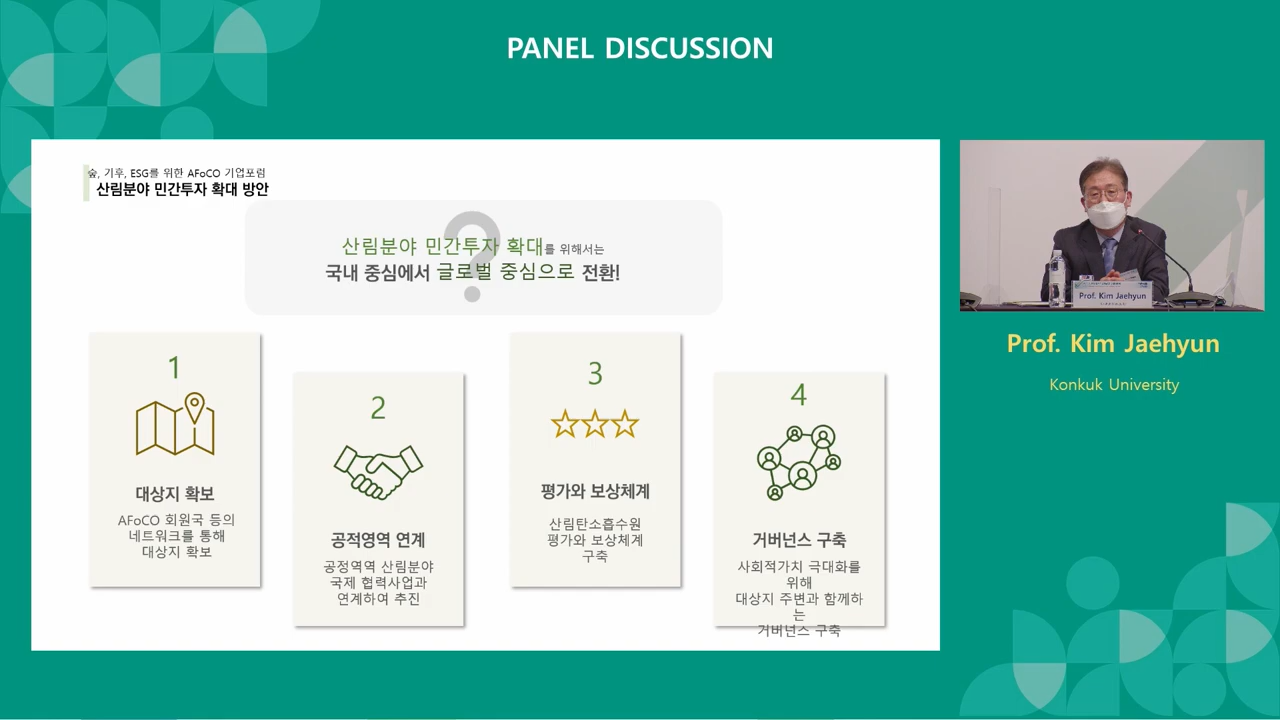 PANEL DISCUSSION
숲, 기후, ESG를 위한 AFoCO 기업포럼
산림분야 민간투자 확대 방안
?
산림분야 민간투자 확대를 위해서는
국내 중심에서 글로벌 중심으로 전환!
1
대상지 확보
AFoCO 회원국 등의
네트워크를 통해
대상지 확보
2
공적영역 연계
공정역역 산림분야
국제 협력사업과
연계하여 추진
3
평가와 보상체계
산림탄소흡수원
평가와 보상체계
구축
4
거버넌스 구축
사회적가치 극대화를
위해
대상지 주변과 함께하
는
거버넌스 구축
Prof. Kim Jaehyun
Prof. Kim Jaehyun
Konkuk University